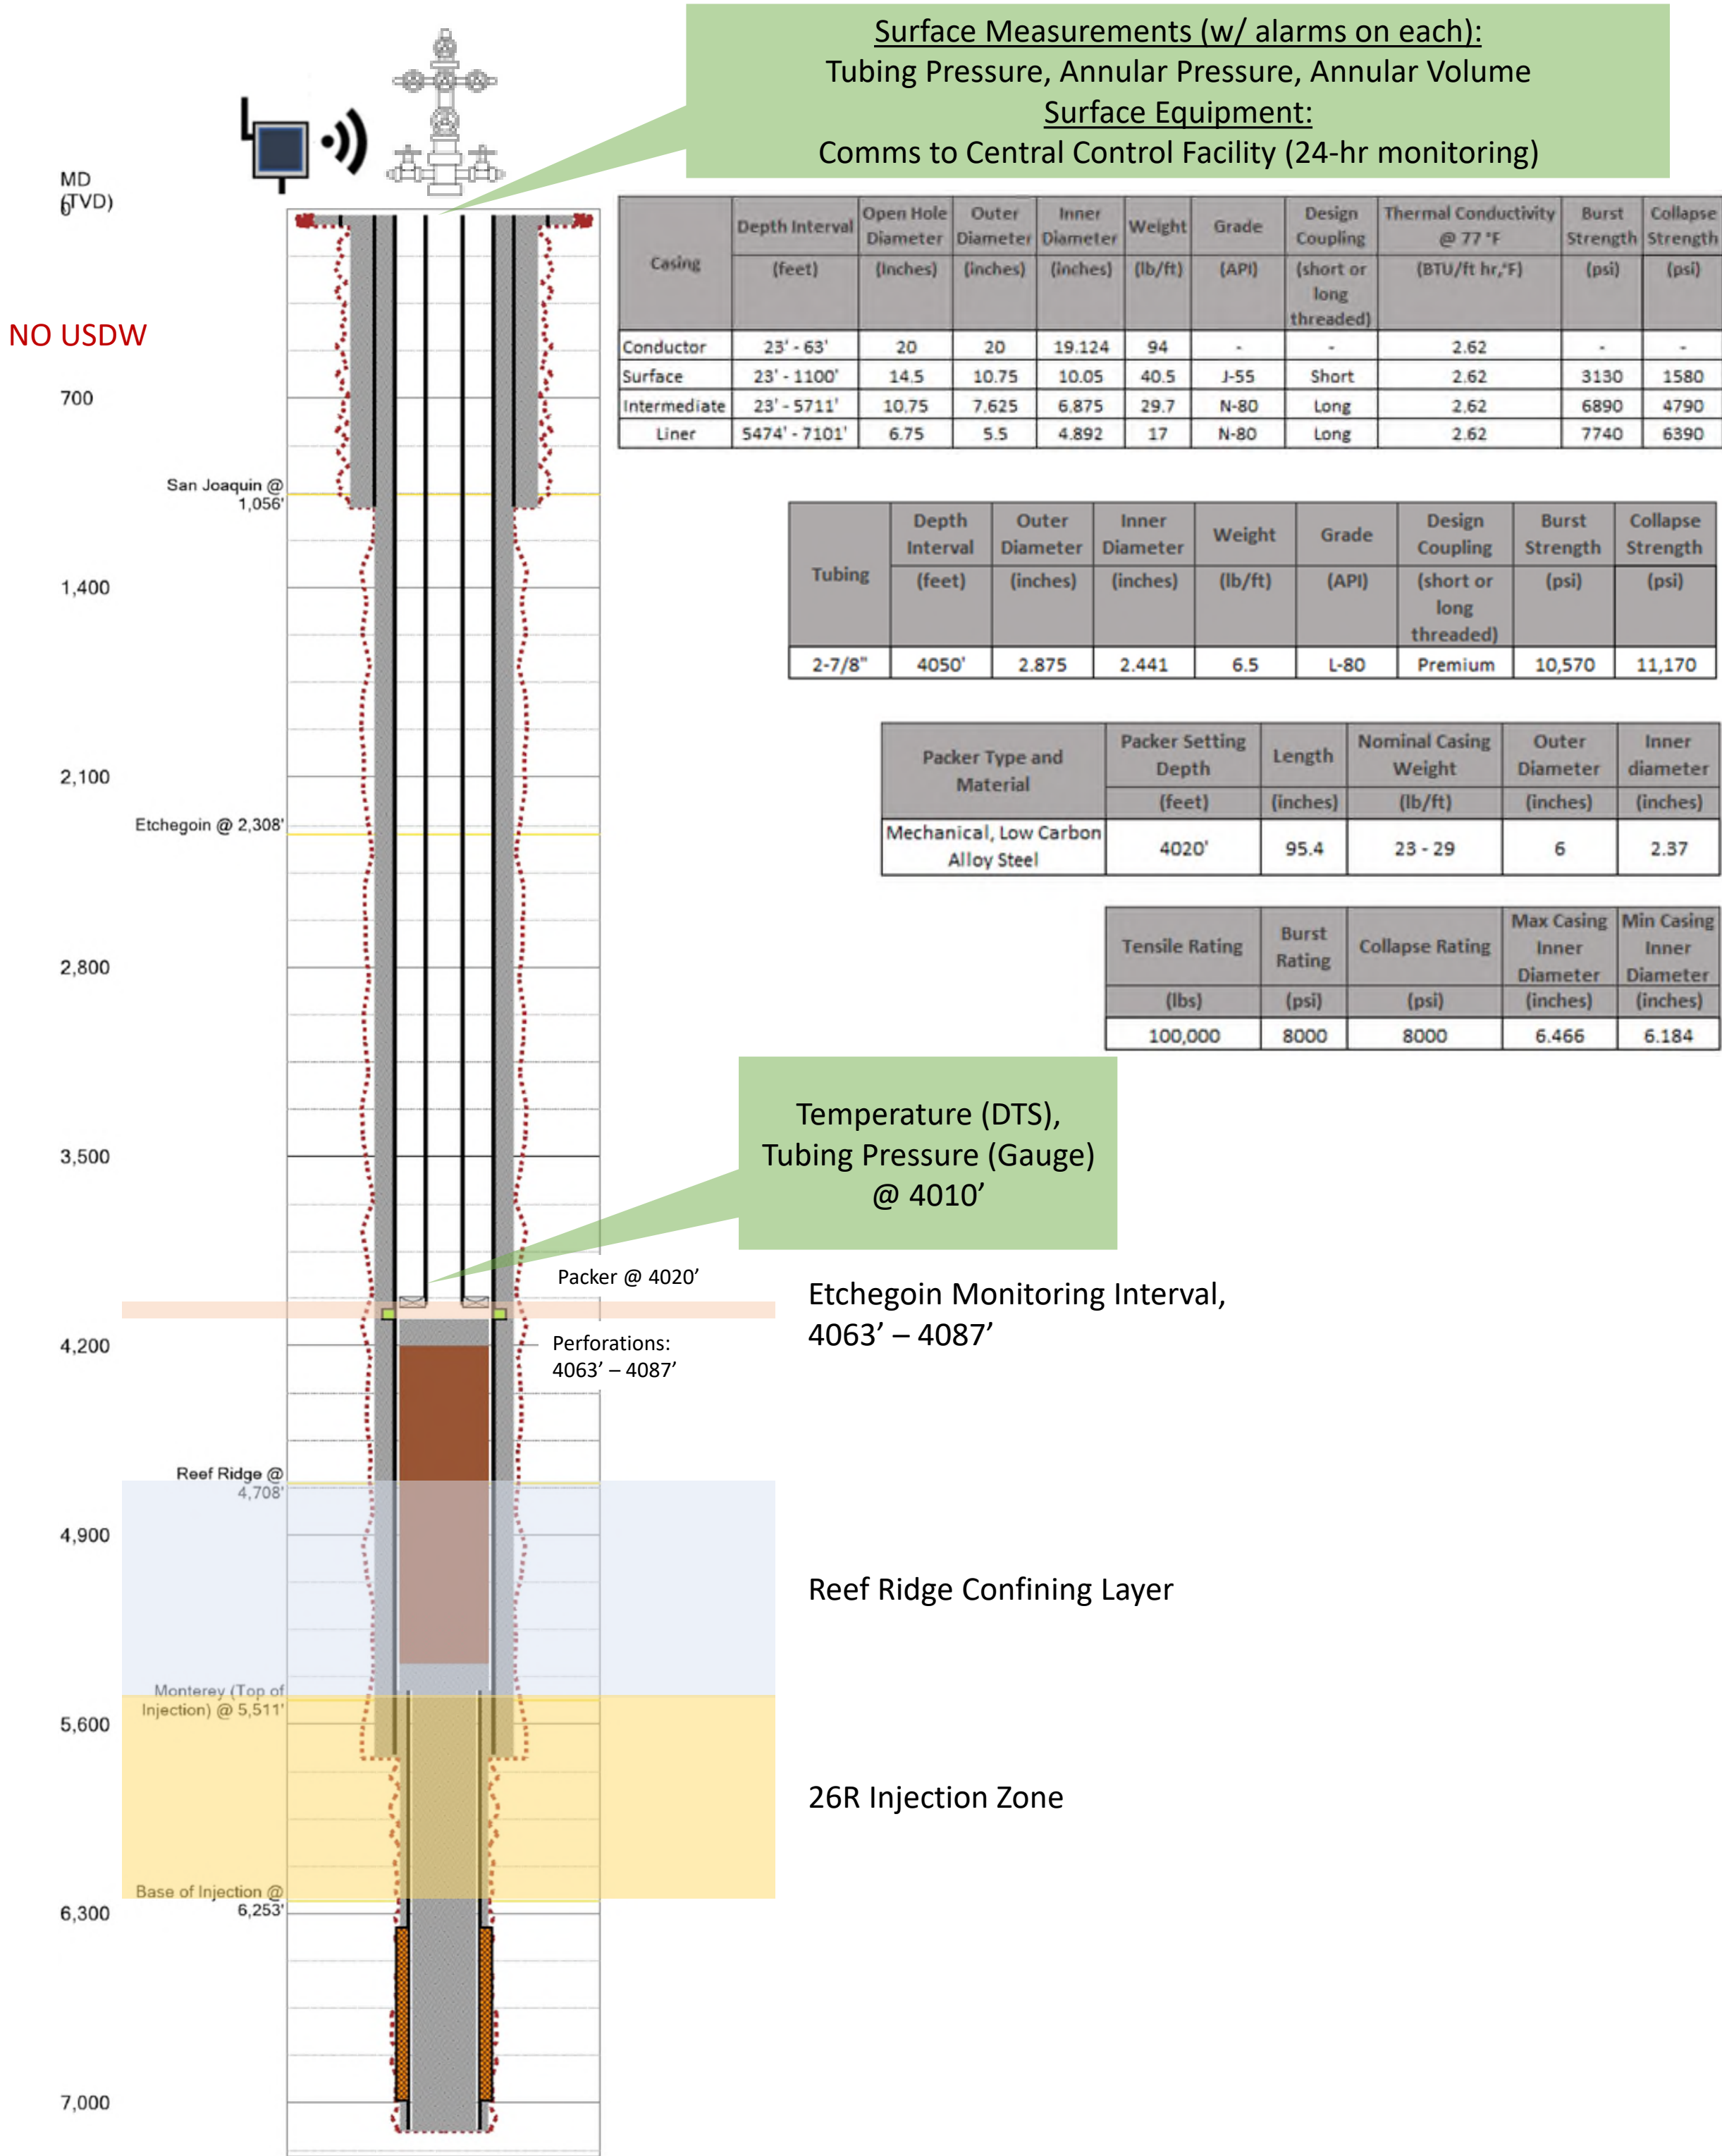 Surface Measurements (w/ alarms on each):
Tubing Pressure, Annular Pressure, Annular Volume
Surface Equipment:
Comms to Central Control Facility (24-hr monitoring)
MD
(TVD)
0
NO USDW
700
San Joaquin @
1,056'
1,400
2,100
Etchegoin @ 2,308'
2,800
3,500
4,200
Reef Ridge @
4,708'
4,900
Monterey (Top of
Injection) @ 5,511'
5,600
Base of Injection @
6,253'
6,300
7,000
Casing Depth Interval Open Hole Diameter Outer Diameter Inner Diameter Weight Grade Design Coupling Thermal Conductivity @ 77 °F Burst Strength Collapse Strength
(feet) (Inches) (inches) (inches) (lb/ft) (API) (short or long threaded) (BTU/ft hr,°F) (psi) (psi)
Conductor 23' - 63' 20 20 19.124 94 - - 2.62 - -
Surface 23' - 1100' 14.5 10.75 10.05 40.5 J-55 Short 2.62 3130 1580
Intermediate 23' - 5711' 10.75 7.625 6.875 29.7 N-80 Long 2.62 6890 4790
Liner 5474' - 7101' 6.75 5.5 4.892 17 N-80 Long 2.62 7740 6390
Tubing Depth Interval Outer Diameter Inner Diameter Weight Grade Design Coupling Burst Strength Collapse Strength
(feet) (inches) (inches) (lb/ft) (API) (short or long threaded) (psi) (psi)
2-7/8" 4050' 2.875 2.441 6.5 L-80 Premium 10,570 11,170
Packer Type and Material Packer Setting Depth Length Nominal Casing Weight Outer Diameter Inner diameter
(feet) (inches) (lb/ft) (inches) (inches)
Mechanical, Low Carbon Alloy Steel 4020' 95.4 23 - 29 6 2.37
Tensile Rating Burst Rating Collapse Rating Max Casing Inner Diameter Min Casing Inner Diameter
(lbs) (psi) (psi) (inches) (inches)
100,000 8000 8000 6.466 6.184
Temperature (DTS),
Tubing Pressure (Gauge)
@ 4010’
Packer @ 4020’
Perforations:
4063’ – 4087’
Etchegoin Monitoring Interval,
4063’ – 4087’
Reef Ridge Confining Layer
26R Injection Zone